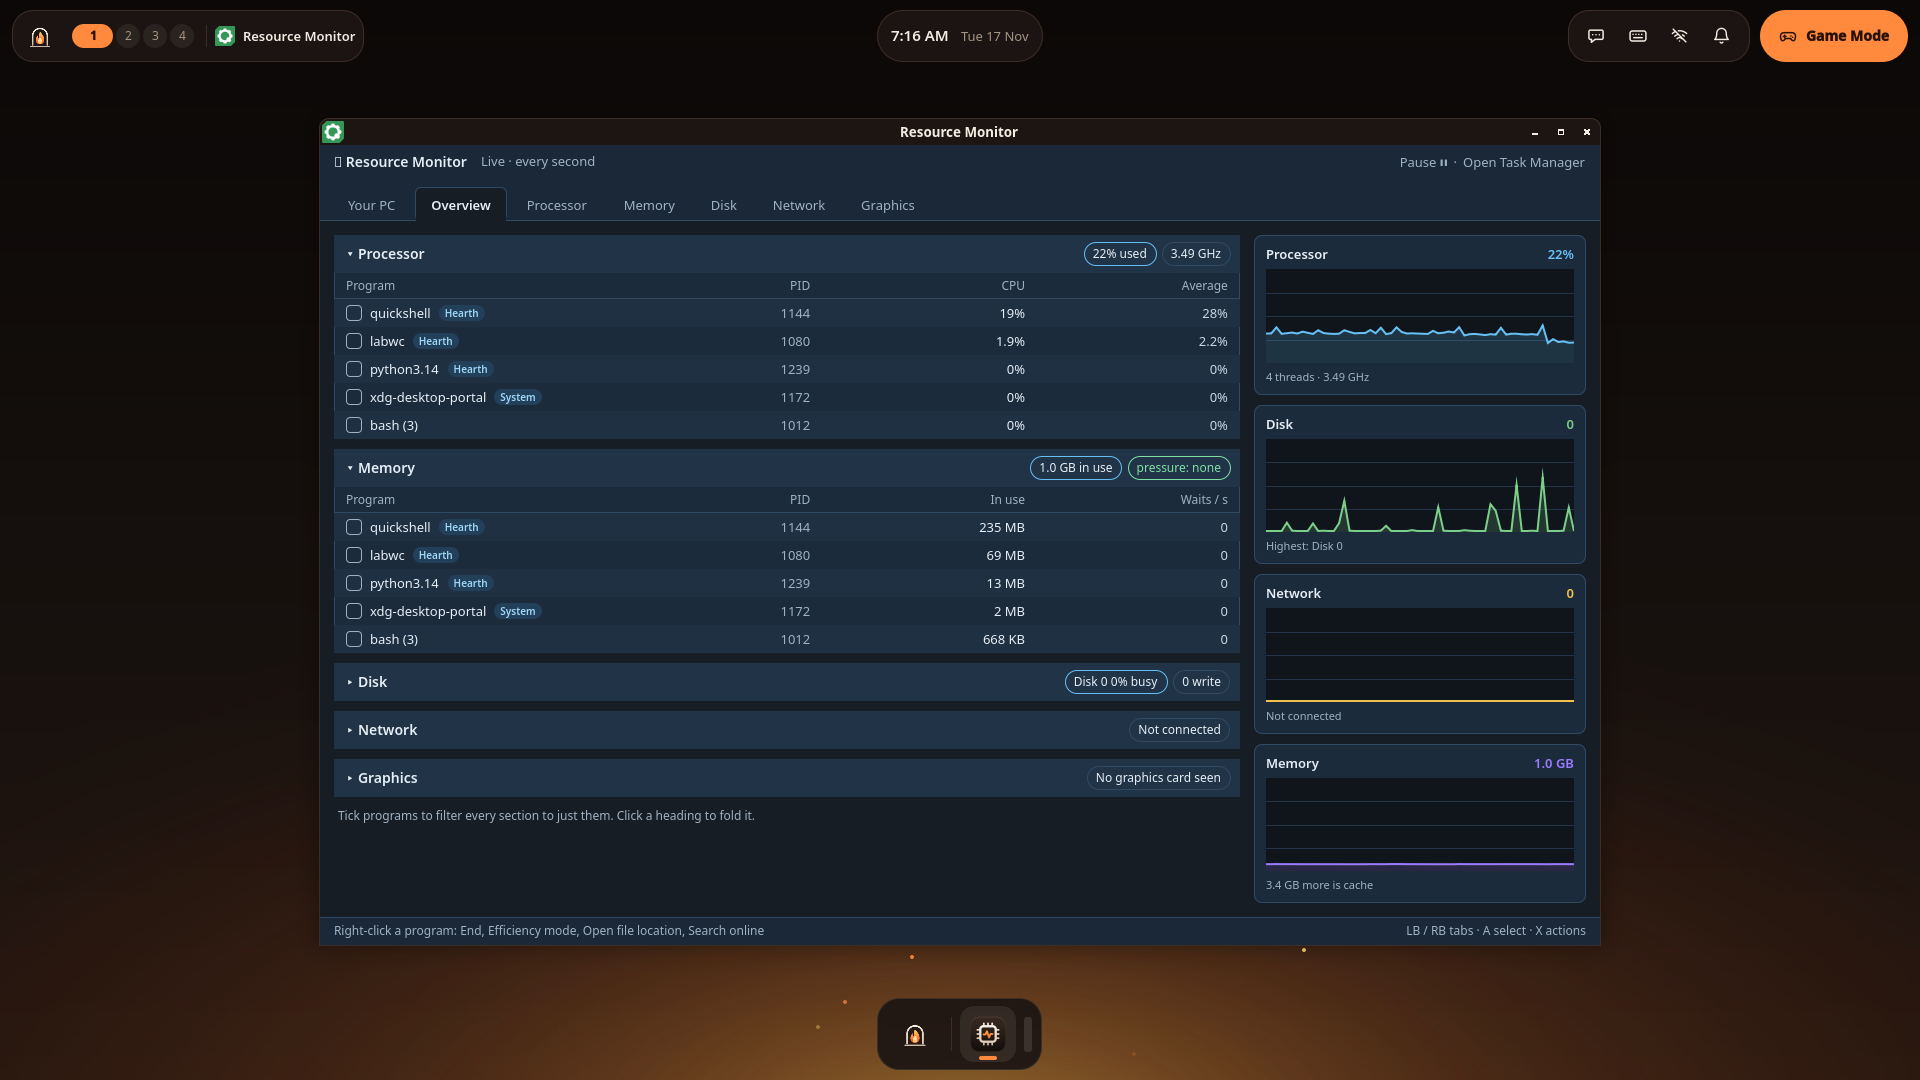 1 2 3 4 Resource Monitor
7:16 AM Tue 17 Nov
Game Mode
Resource Monitor
Resource Monitor Live · every second
Pause · Open Task Manager
Your PC Overview Processor Memory Disk Network Graphics
Processor 22% used 3.49 GHz
Program PID CPU Average
quickshell Hearth 1144 19% 28%
labwc Hearth 1080 1.9% 2.2%
python3.14 Hearth 1239 0% 0%
xdg-desktop-portal System 1172 0% 0%
bash (3) 1012 0% 0%
Memory 1.0 GB in use pressure: none
Program PID In use Waits / s
quickshell Hearth 1144 235 MB 0
labwc Hearth 1080 69 MB 0
python3.14 Hearth 1239 13 MB 0
xdg-desktop-portal System 1172 2 MB 0
bash (3) 1012 668 KB 0
Disk Disk 0 0% busy 0 write
Network Not connected
Graphics No graphics card seen
Tick programs to filter every section to just them. Click a heading to fold it.
Processor 22%
4 threads · 3.49 GHz
Disk 0
Highest: Disk 0
Network 0
Not connected
Memory 1.0 GB
3.4 GB more is cache
Right-click a program: End, Efficiency mode, Open file location, Search online
LB / RB tabs · A select · X actions